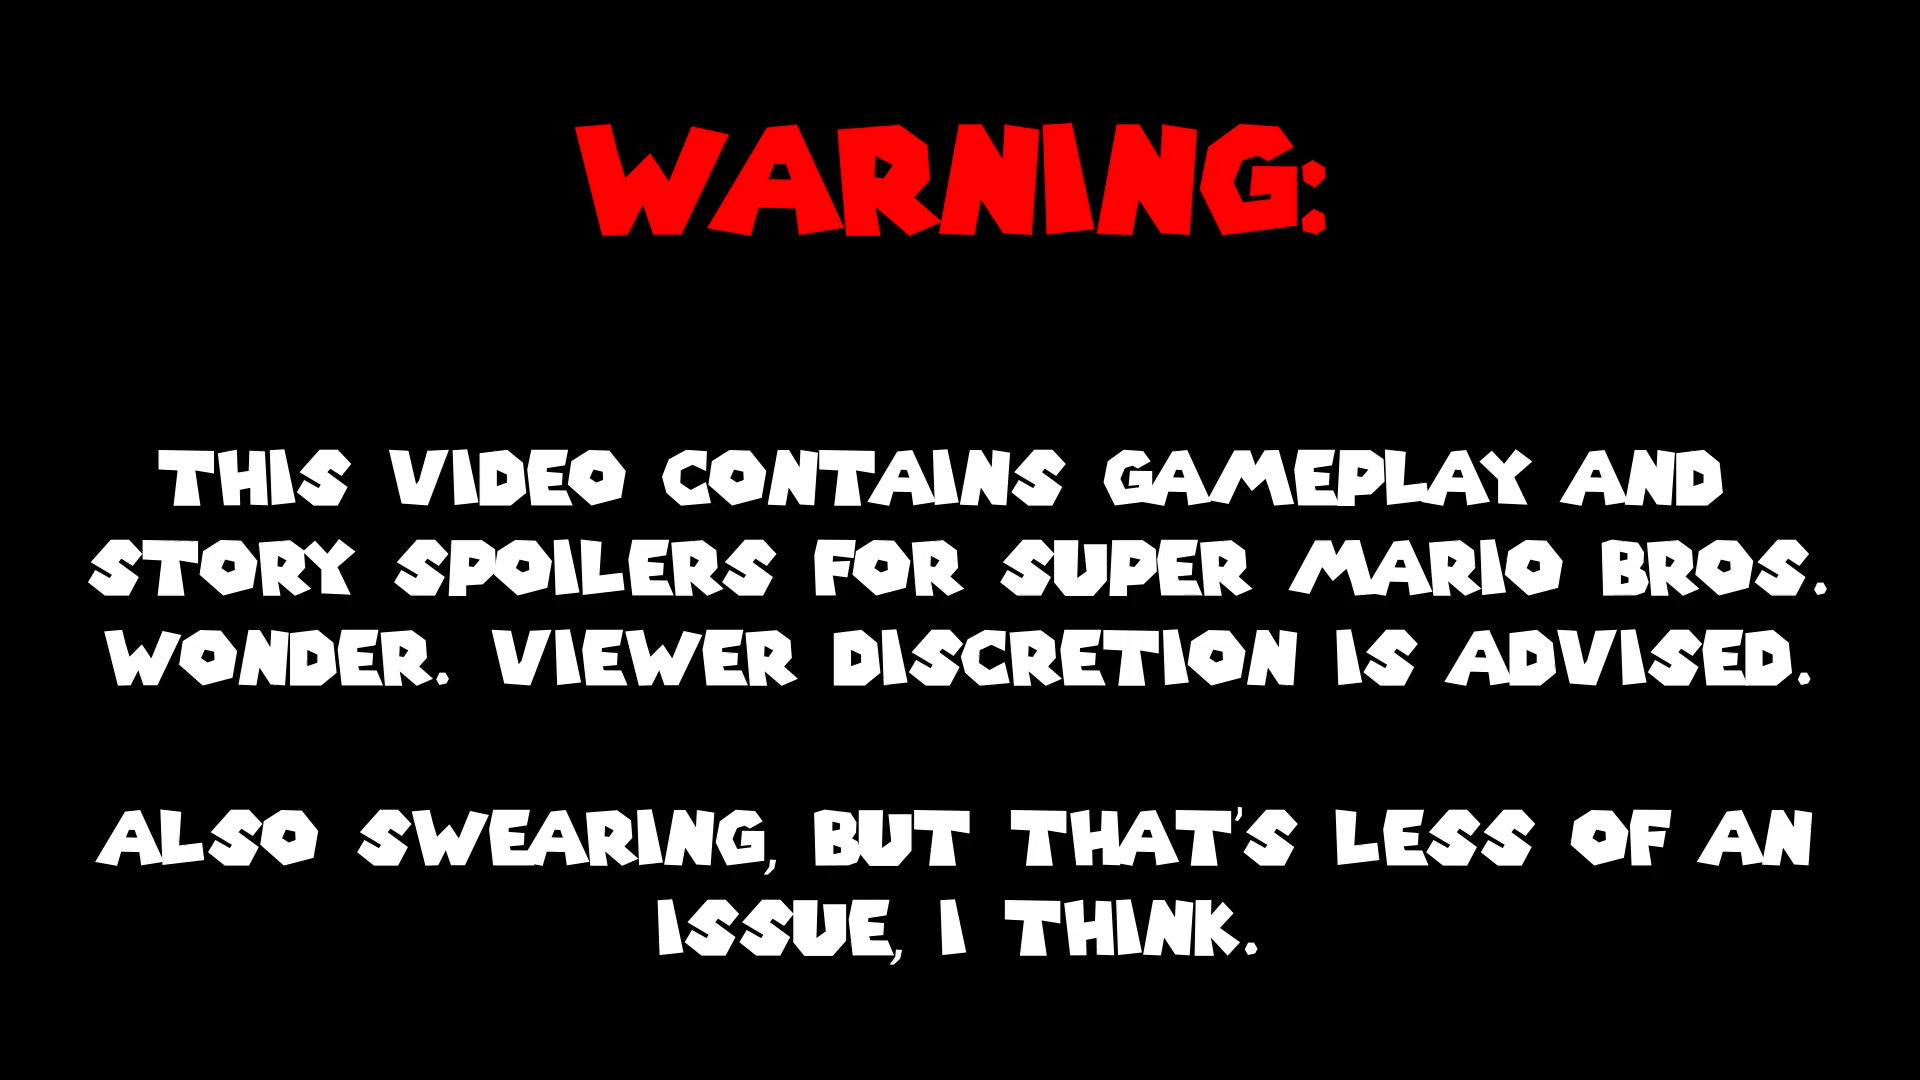 WARNING:
THIS VIDEO CONTAINS GAMEPLAY AND
STORY SPOILERS FOR SUPER MARIO BROS.
WONDER. VIEWER DISCRETION IS ADVISED.
ALSO SWEARING, BUT THAT'S LESS OF AN
ISSUE, I THINK.